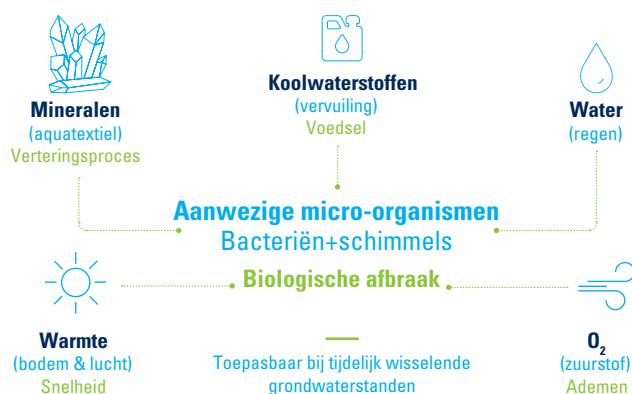 Mineralen
(aquatextiel)
Verteringsproces
Koolwaterstoffen
(vervuiling)
Voedsel
Water
(regen)
Aanwezige micro-organismen
Bacteriën+schimmels
Biologische afbraak
Warmte
(bodem & lucht)
Snelheid
Toepasbaar bij tijdelijk wisselende
grondwaterstanden
O₂
(zuurstof)
Ademen